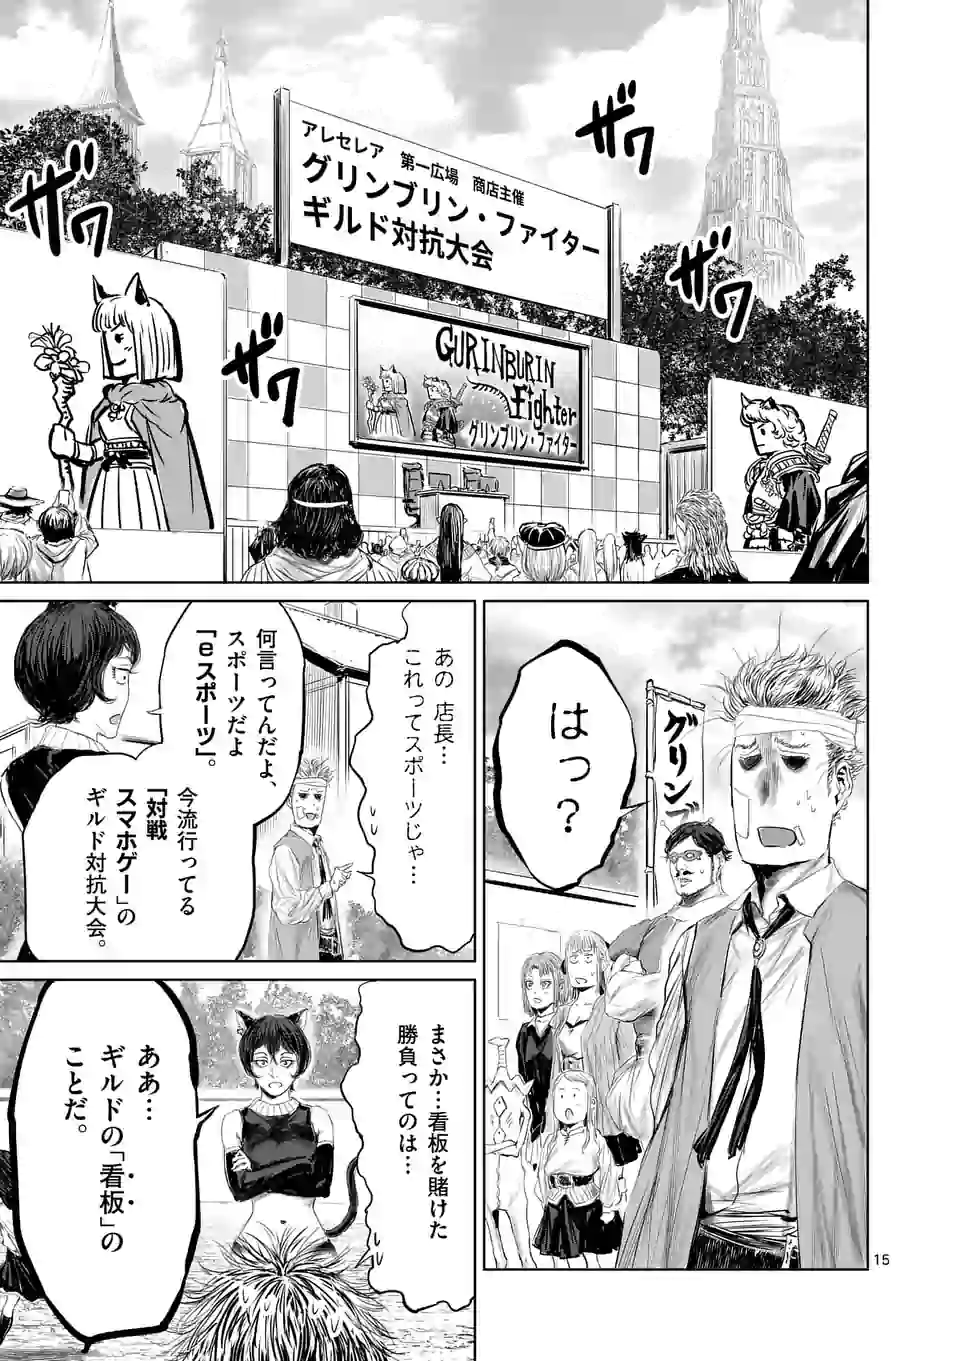 アレセレア 第一広場 商店主催
グリンブリン・ファイター
ギルド対抗大会
ザワ
ザワ
ザワ
ザワ
GURINBURIN
Fighter
グリンブリン・ファイター
はっ?
グリンブ
あの 店長…
これってスポーツじゃ…
何言ってんだよ、
スポーツだよ
「eスポーツ」。
今流行ってる
「対戦
スマホゲー」の
ギルド対抗大会。
まさか…看板を賭けた
勝負ってのは…
ああ…
ギルドの「看板」の
ことだ。
15